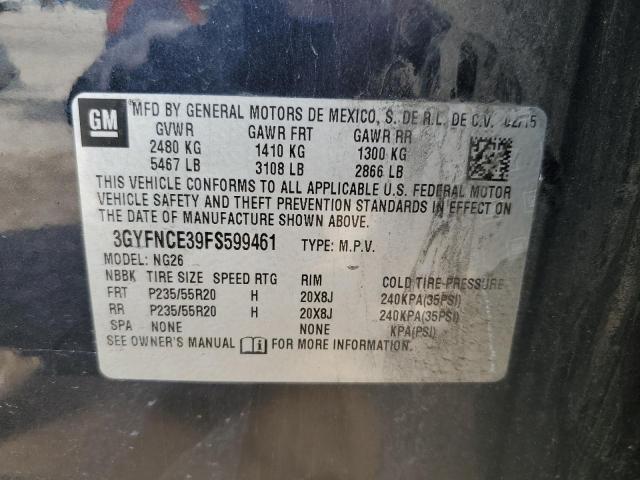 GM
MFD BY GENERAL MOTORS DE MEXICO, S. DE R.L. DE C.V. 02/15
GVWR GAWR FRT GAWR RR
2480 KG 1410 KG 1300 KG
5467 LB 3108 LB 2866 LB
THIS VEHICLE CONFORMS TO ALL APPLICABLE U.S. FEDERAL MOTOR
VEHICLE SAFETY AND THEFT PREVENTION STANDARDS IN EFFECT ON THE
DATE OF MANUFACTURE SHOWN ABOVE.
3GYFNCE39FS599461 TYPE: M.P.V.
MODEL: NG26
NBBK TIRE SIZE SPEED RTG RIM COLD TIRE-PRESSURE
FRT P235/55R20 H 20X8J 240KPA(35PSI)
RR P235/55R20 H 20X8J 240KPA(35PSI)
SPA NONE NONE KPA(PSI)
SEE OWNER'S MANUAL i FOR MORE INFORMATION.